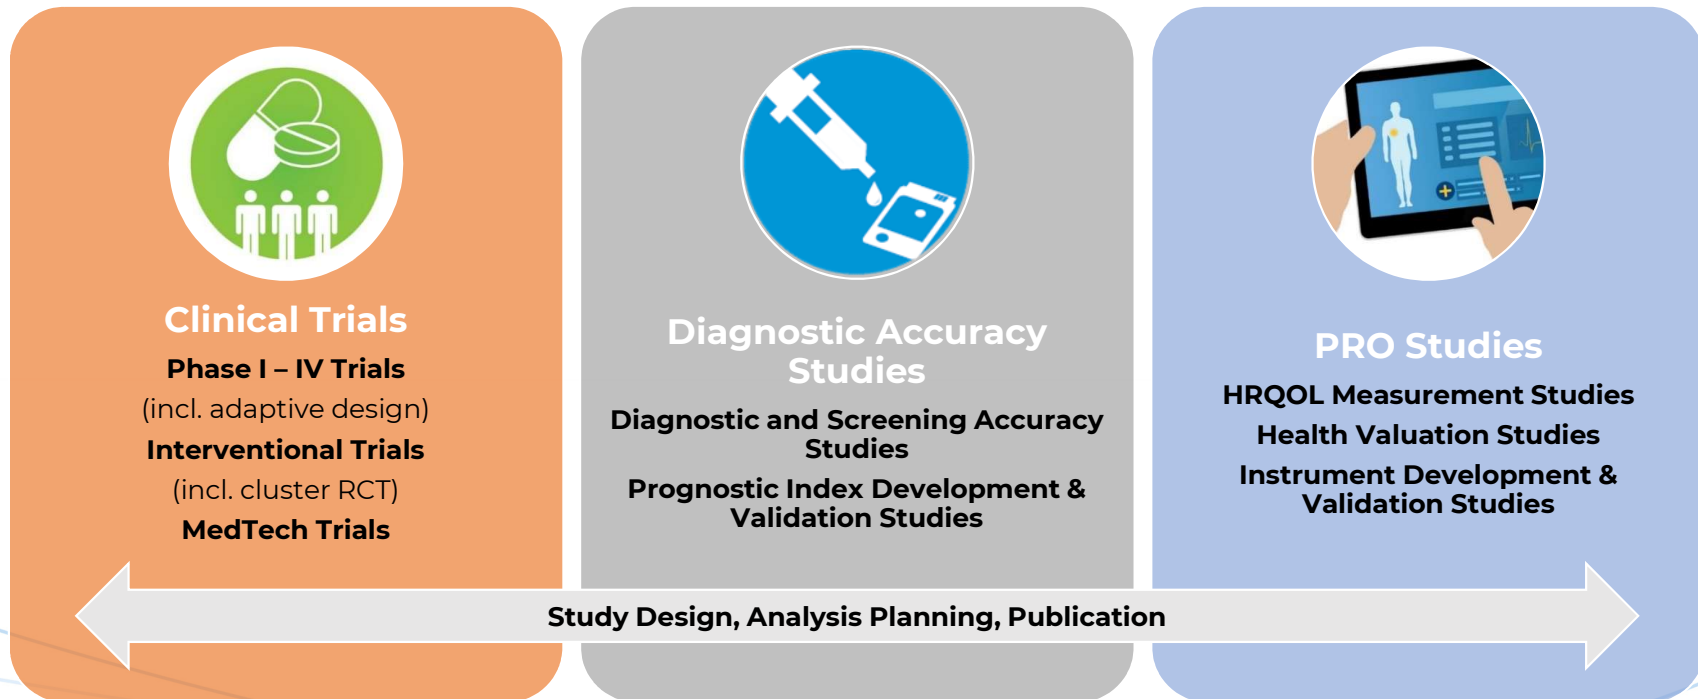 Clinical Trials
Phase I – IV Trials
(incl. adaptive design)
Interventional Trials
(incl. cluster RCT)
MedTech Trials
Diagnostic Accuracy
Studies
Diagnostic and Screening Accuracy
Studies
Prognostic Index Development &
Validation Studies
PRO Studies
HRQOL Measurement Studies
Health Valuation Studies
Instrument Development &
Validation Studies
Study Design, Analysis Planning, Publication